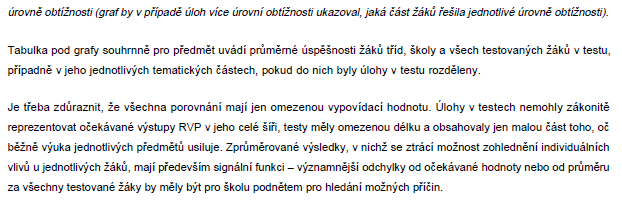 úrovně obtížnosti (graf by v případě úloh více úrovní obtížnosti ukazoval, jaká část žáků řešila jednotlivé úrovně obtížnosti).
Tabulka pod grafy souhrnně pro předmět uvádí průměrné úspěšnosti žáků tříd, školy a všech testovaných žáků v testu,
případně v jeho jednotlivých tematických částech, pokud do nich byly úlohy v testu rozděleny.
Je třeba zdůraznit, že všechna porovnání mají jen omezenou vypovídací hodnotu. Úlohy v testech nemohly zákonitě
reprezentovat očekávané výstupy RVP v jeho celé šíři, testy měly omezenou délku a obsahovaly jen malou část toho, oč
běžně výuka jednotlivých předmětů usiluje. Zprůměrované výsledky, v nichž se ztrácí možnost zohlednění individuálních
vlivů u jednotlivých žáků, mají především signální funkci – významnější odchylky od očekávané hodnoty nebo od průměru
za všechny testované žáky by měly být pro školu podnětem pro hledání možných příčin.